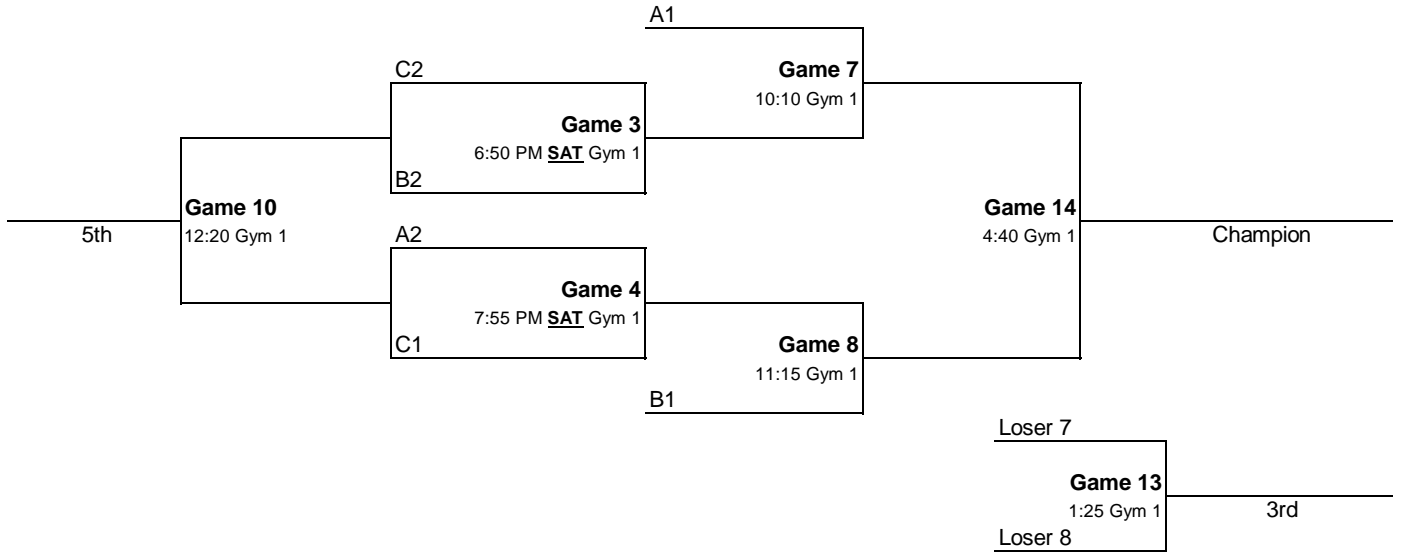 A1
Game 7
10:10 Gym 1
C2
Game 3
6:50 PM SAT Gym 1
B2
Game 10
12:20 Gym 1
5th
A2
Game 4
7:55 PM SAT Gym 1
C1
Game 8
11:15 Gym 1
B1
Game 14
4:40 Gym 1
Champion
Loser 7
Game 13
1:25 Gym 1
3rd
Loser 8